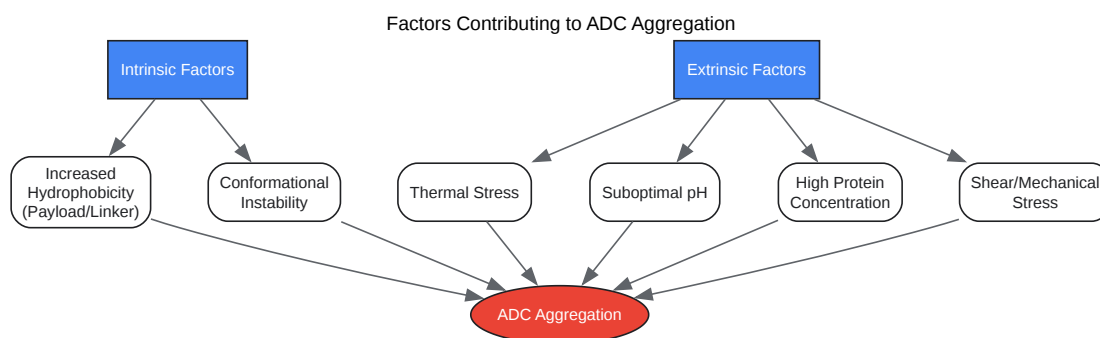 Factors Contributing to ADC Aggregation
Intrinsic Factors
Extrinsic Factors
Increased
Hydrophobicity
(Payload/Linker)
Conformational
Instability
Thermal Stress
Suboptimal pH
High Protein
Concentration
Shear/Mechanical
Stress
ADC Aggregation